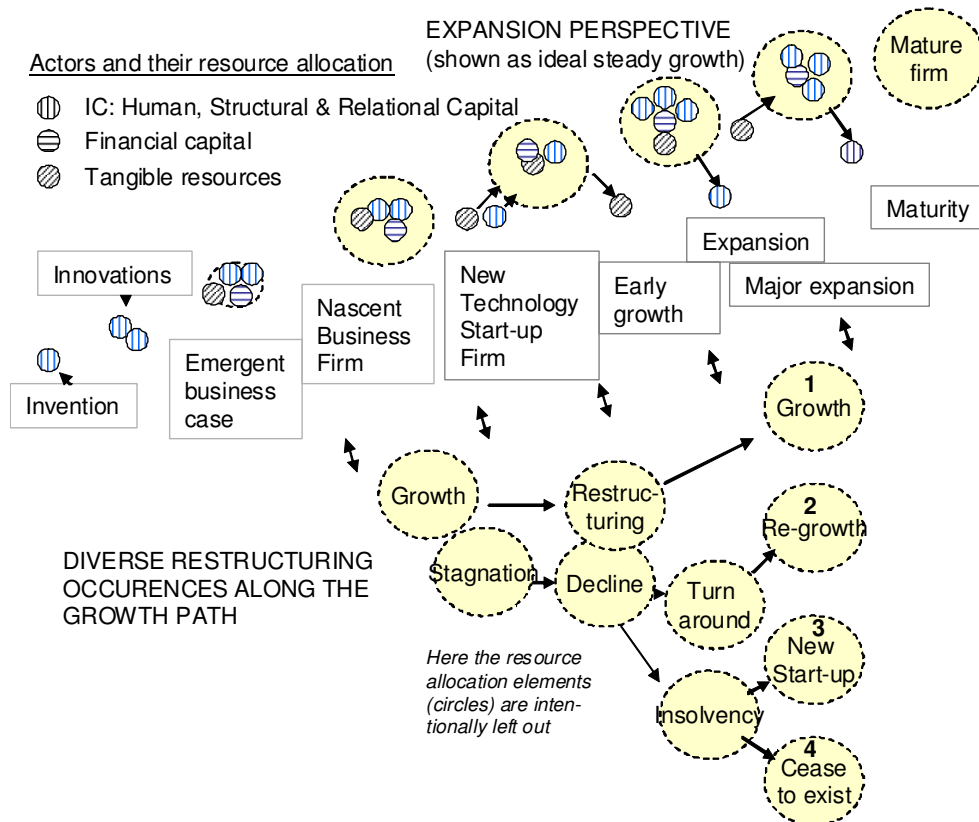 EXPANSION PERSPECTIVE
(shown as ideal steady growth)
Mature
firm
Actors and their resource allocation
IC: Human, Structural & Relational Capital
Financial capital
Tangible resources
Maturity
Expansion
Major expansion
Early
growth
New
Technology
Start-up
Firm
Nascent
Business
Firm
Innovations
Emergent
business
case
Invention
1
Growth
Growth
Restruc-
turing
2
Re-growth
DIVERSE RESTRUCTURING
OCCURENCES ALONG THE
GROWTH PATH
Stagnation
Decline
Turn
around
3
New
Start-up
Here the resource
allocation elements
(circles) are inten-
tionally left out
Insolvency
4
Cease
to exist